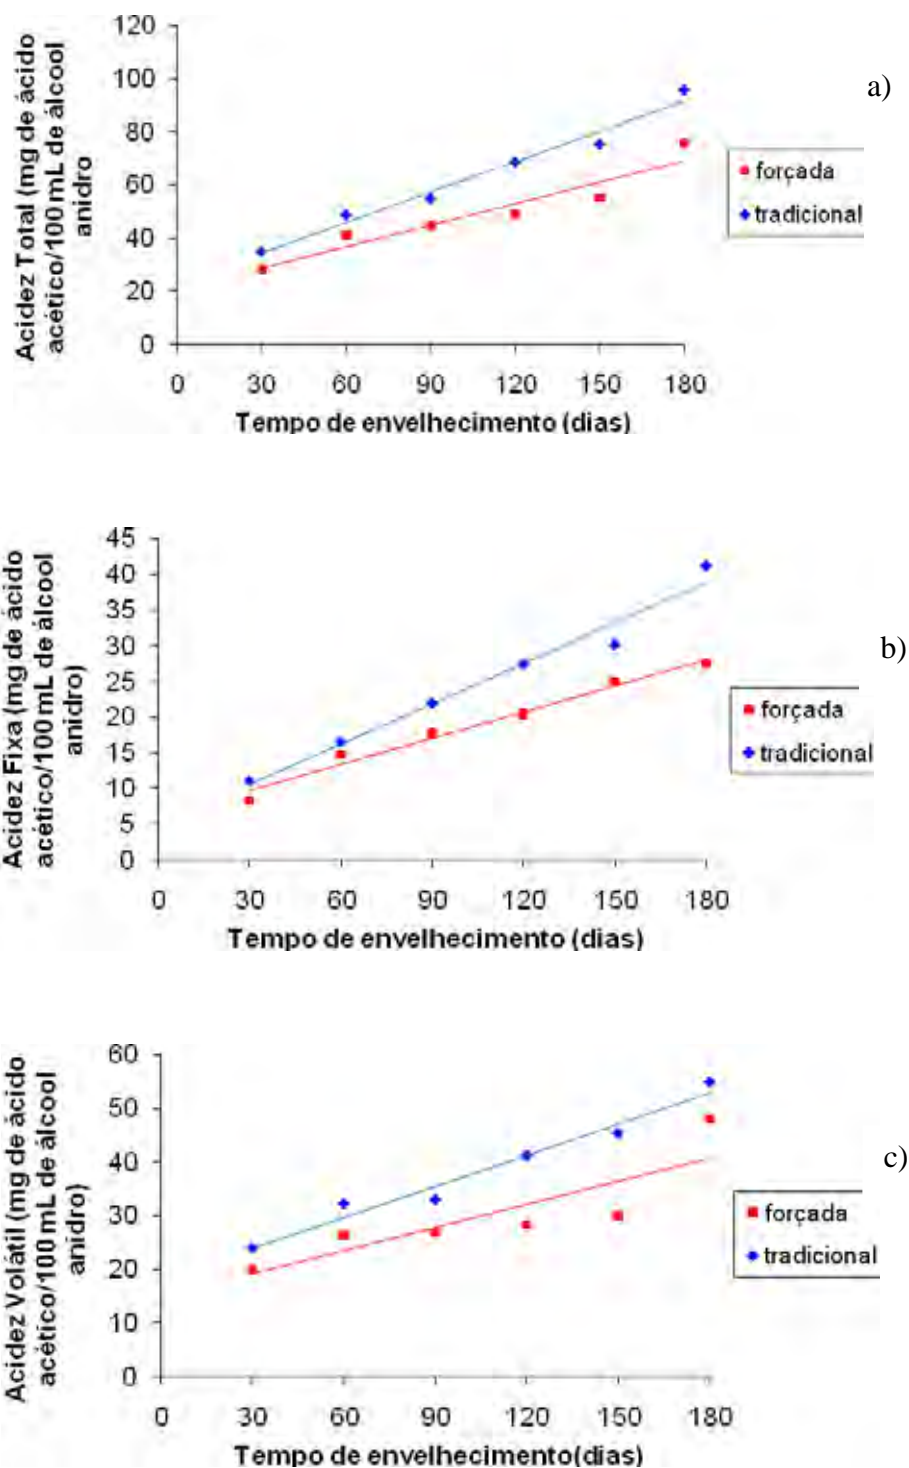 Acidez Total (mg de ácido
acético/100 mL de álcool
anidro
120
100
80
60
40
20
0
0 30 60 90 120 150 180
Tempo de envelhecimento (dias)
forçada
tradicional
a)
Acidez Fixa (mg de ácido
acético/100 mL de álcool
anidro)
45
40
35
30
25
20
15
10
5
0
0 30 60 90 120 150 180
Tempo de envelhecimento (dias)
forçada
tradicional
b)
Acidez Volátil (mg de ácido
acético/100 mL de álcool
anidro)
60
50
40
30
20
10
0
0 30 60 90 120 150 180
Tempo de envelhecimento(dias)
forçada
tradicional
c)